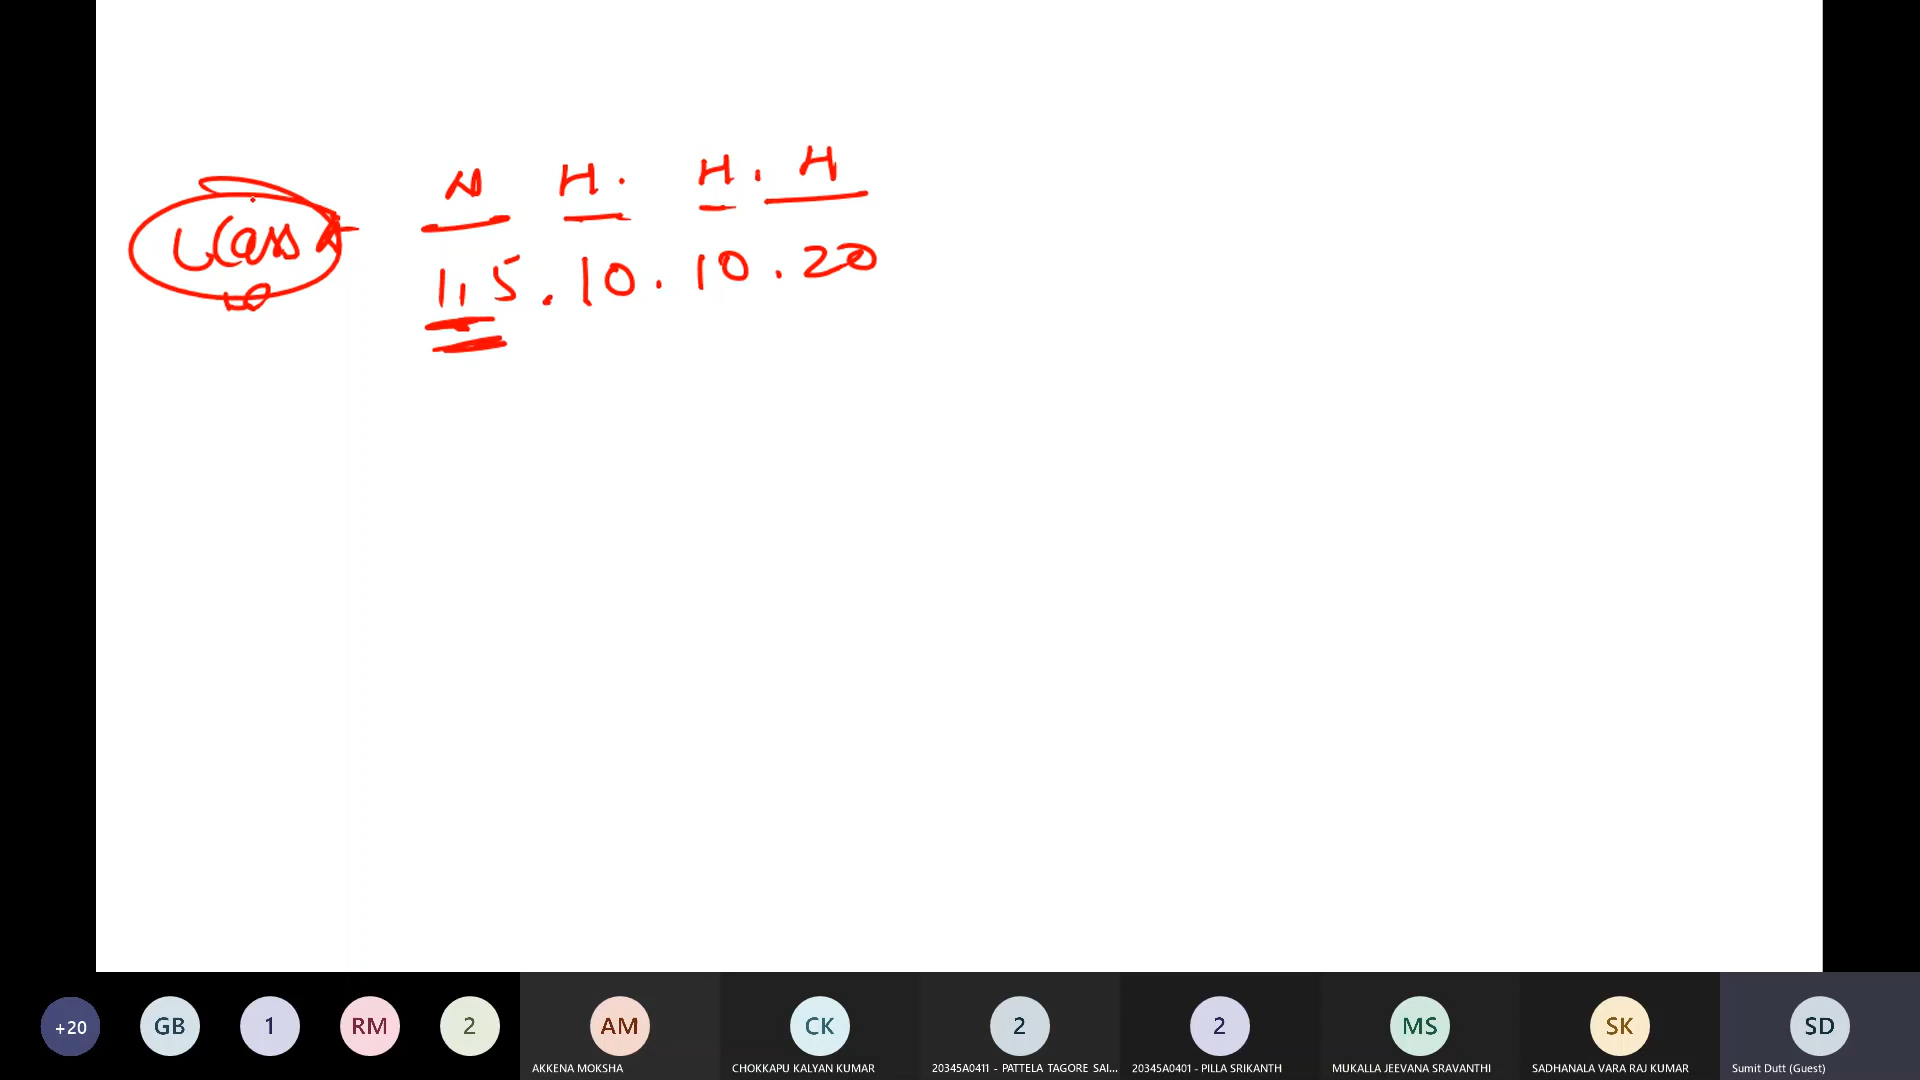 N H. H. H
Class A
115.10.10.20
+20 GB 1 RM 2 AM CK 2 2 MS SK SD
AKKENA MOKSHA CHOKKAPU KALYAN KUMAR 20345A0411 - PATTELA TAGORE SAI... 20345A0401 - PILLA SRIKANTH MUKALLA JEEVANA SRAVANTHI SADHANALA VARA RAJ KUMAR Sumit Dutt (Guest)